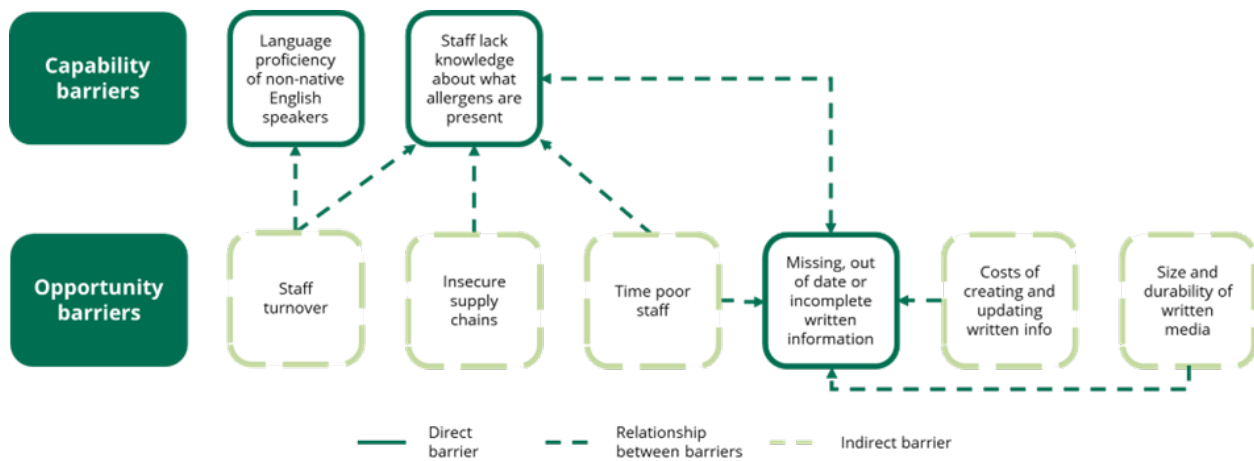 Capability
barriers
Language
proficiency
of non-native
English
speakers
Staff lack
knowledge
about what
allergens are
present
Opportunity
barriers
Staff
turnover
Insecure
supply
chains
Time poor
staff
Missing, out
of date or
incomplete
written
information
Costs of
creating and
updating
written info
Size and
durability of
written
media
Direct
barrier
Relationship
between barriers
Indirect barrier